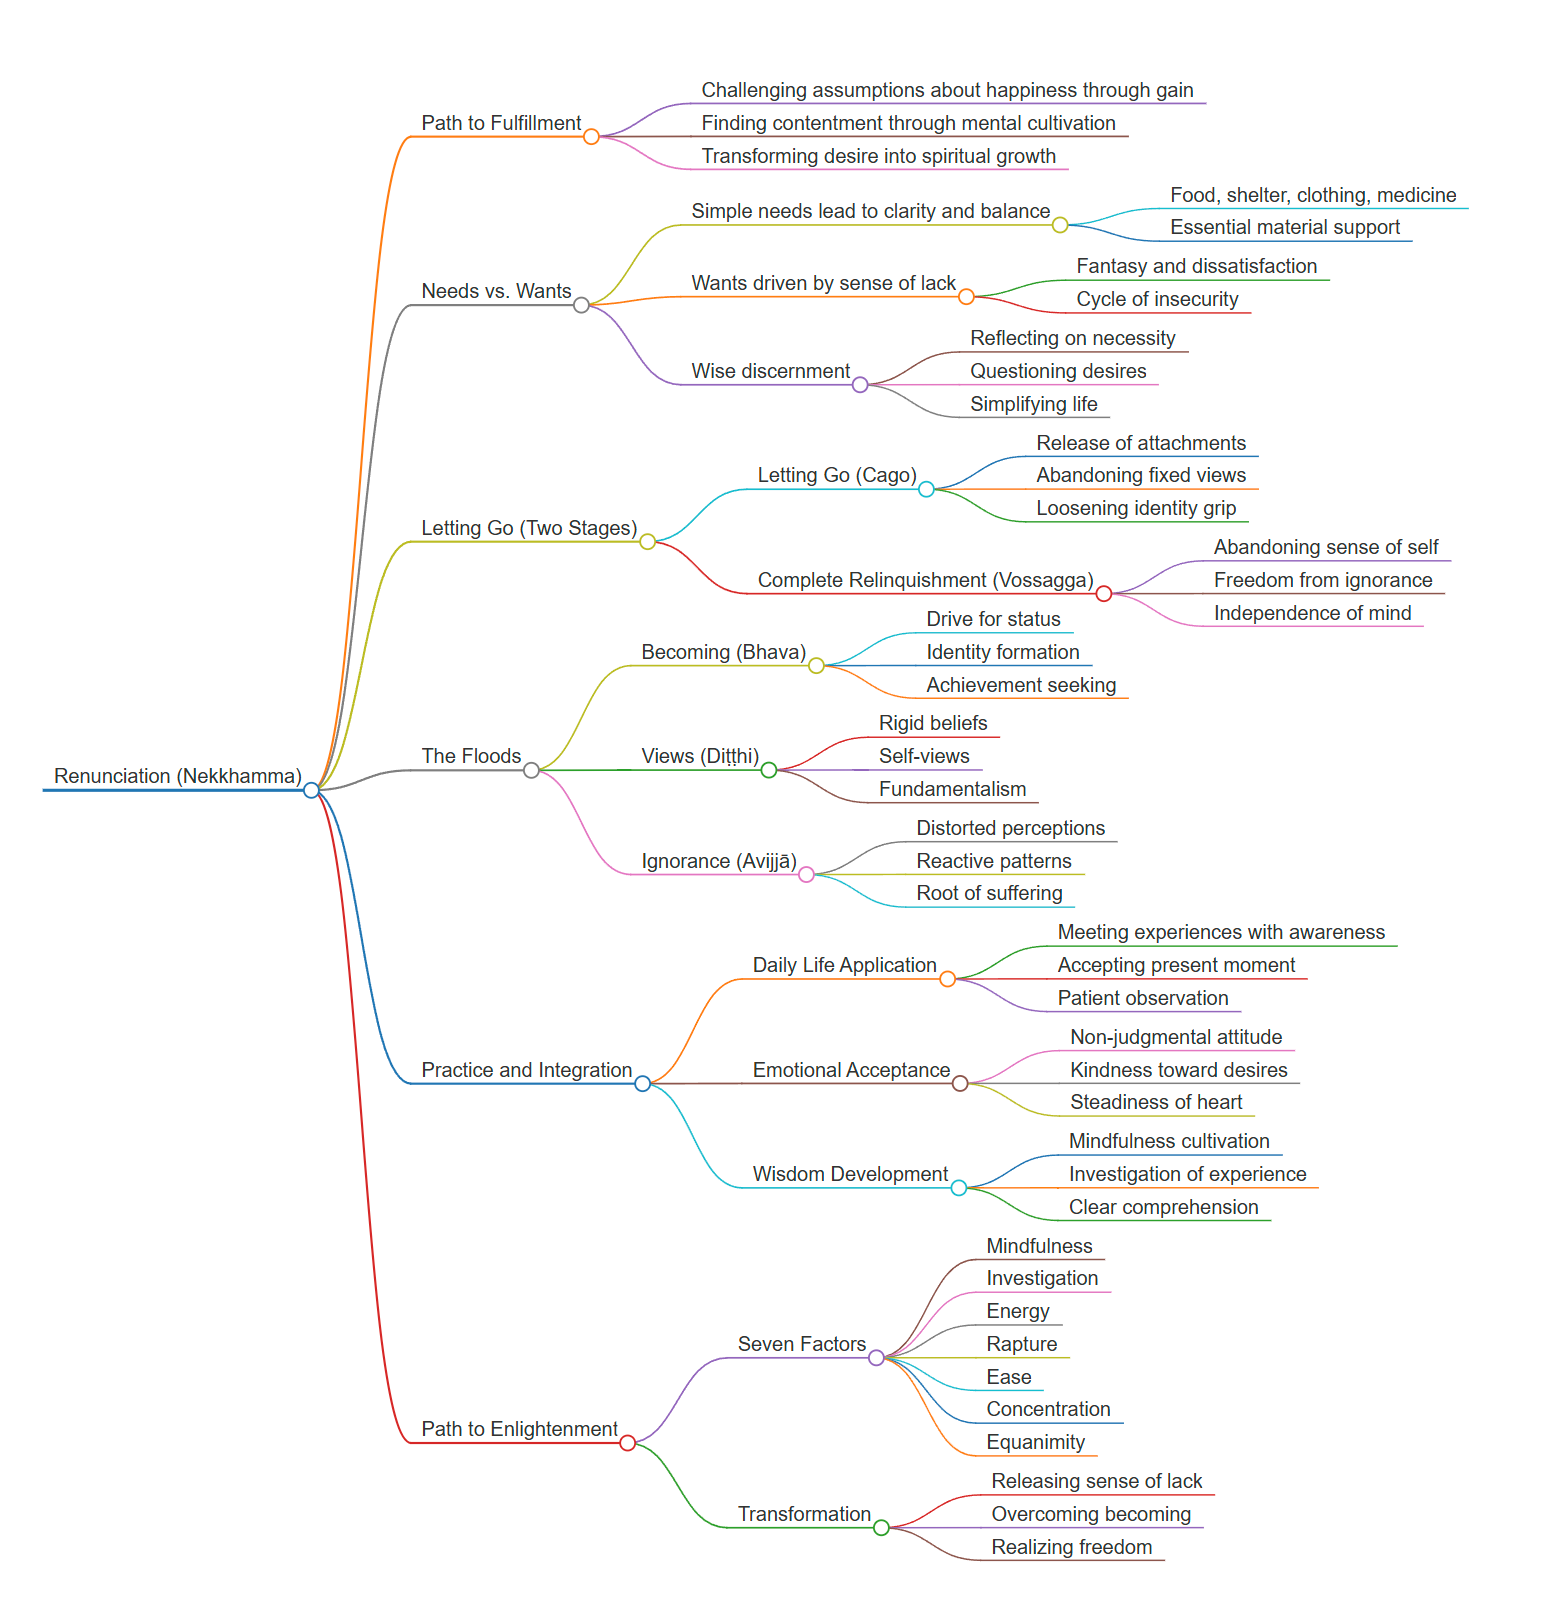 Renunciation (Nekkhamma)
Path to Fulfillment
Challenging assumptions about happiness through gain
Finding contentment through mental cultivation
Transforming desire into spiritual growth
Needs vs. Wants
Simple needs lead to clarity and balance
Food, shelter, clothing, medicine
Essential material support
Wants driven by sense of lack
Fantasy and dissatisfaction
Cycle of insecurity
Wise discernment
Reflecting on necessity
Questioning desires
Simplifying life
Letting Go (Two Stages)
Letting Go (Cago)
Release of attachments
Abandoning fixed views
Loosening identity grip
Complete Relinquishment (Vossagga)
Abandoning sense of self
Freedom from ignorance
Independence of mind
The Floods
Becoming (Bhava)
Drive for status
Identity formation
Achievement seeking
Views (Diṭṭhi)
Rigid beliefs
Self-views
Fundamentalism
Ignorance (Avijjā)
Distorted perceptions
Reactive patterns
Root of suffering
Practice and Integration
Daily Life Application
Meeting experiences with awareness
Accepting present moment
Patient observation
Emotional Acceptance
Non-judgmental attitude
Kindness toward desires
Steadiness of heart
Wisdom Development
Mindfulness cultivation
Investigation of experience
Clear comprehension
Path to Enlightenment
Seven Factors
Mindfulness
Investigation
Energy
Rapture
Ease
Concentration
Equanimity
Transformation
Releasing sense of lack
Overcoming becoming
Realizing freedom